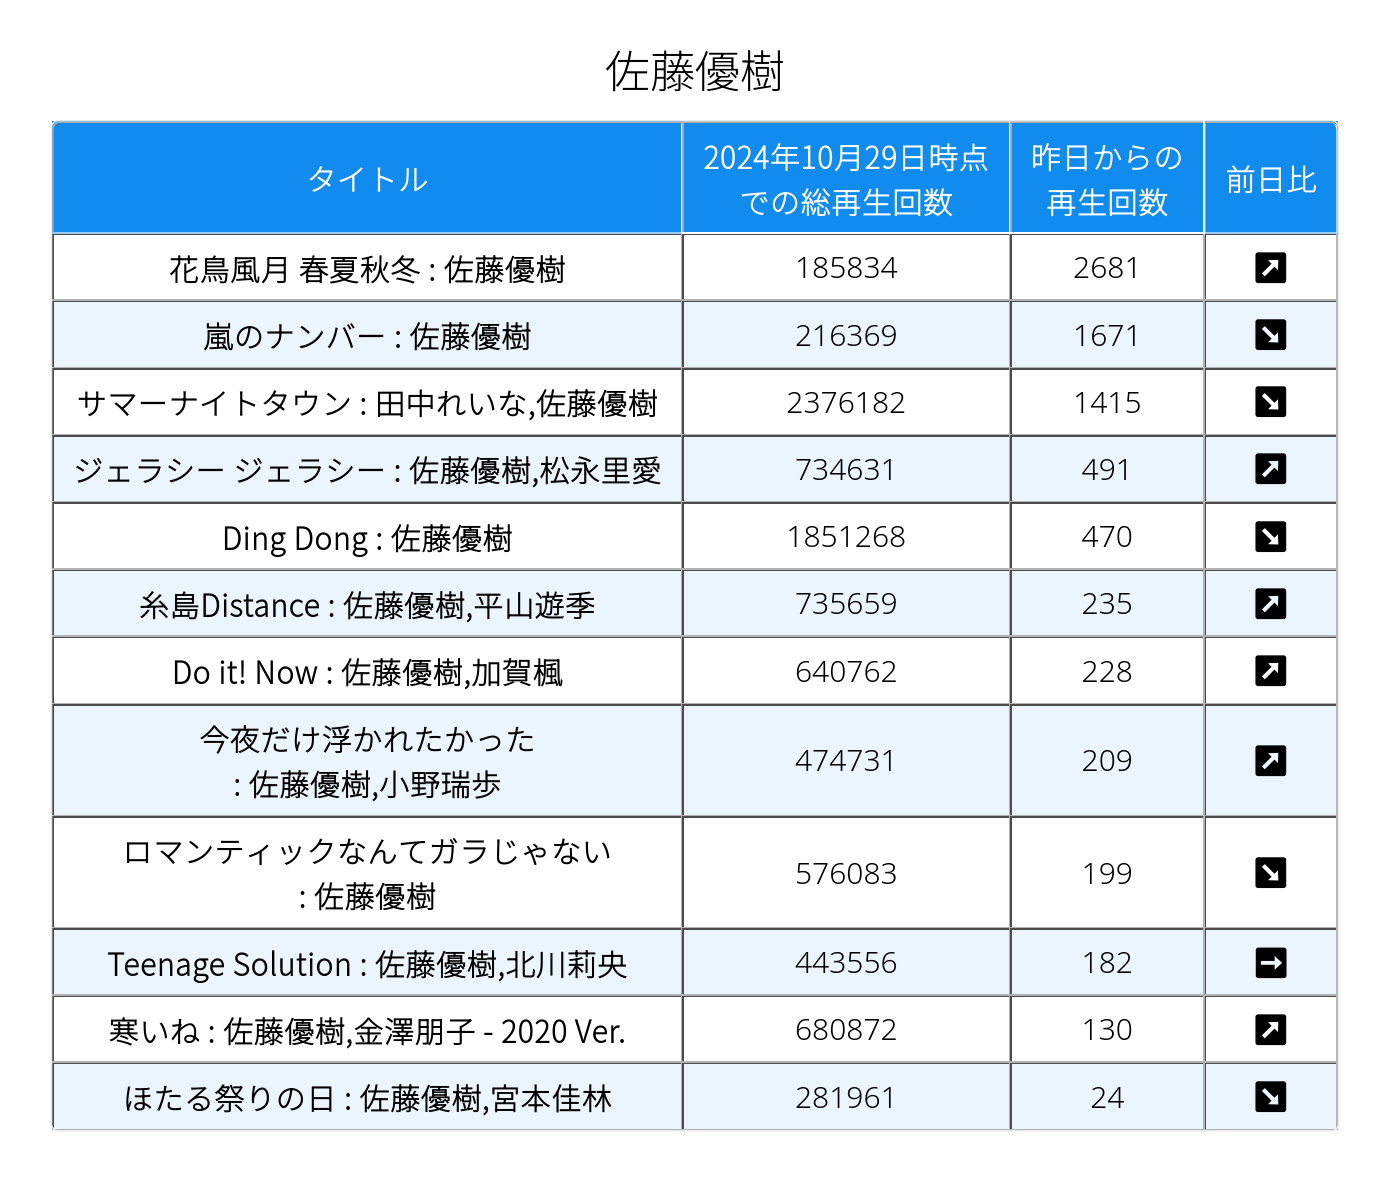 佐藤優樹
タイトル
2024年10月29日時点
での総再生回数
昨日からの
再生回数
前日比
花鳥風月 春夏秋冬 : 佐藤優樹
185834
2681
嵐のナンバー : 佐藤優樹
216369
1671
サマーナイトタウン : 田中れいな,佐藤優樹
2376182
1415
ジェラシー ジェラシー : 佐藤優樹,松永里愛
734631
491
Ding Dong : 佐藤優樹
1851268
470
糸島Distance : 佐藤優樹,平山遊季
735659
235
Do it! Now : 佐藤優樹,加賀楓
640762
228
今夜だけ浮かれたかった
: 佐藤優樹,小野瑞歩
474731
209
ロマンティックなんてガラじゃない
: 佐藤優樹
576083
199
Teenage Solution : 佐藤優樹,北川莉央
443556
182
寒いね : 佐藤優樹,金澤朋子 - 2020 Ver.
680872
130
ほたる祭りの日 : 佐藤優樹,宮本佳林
281961
24